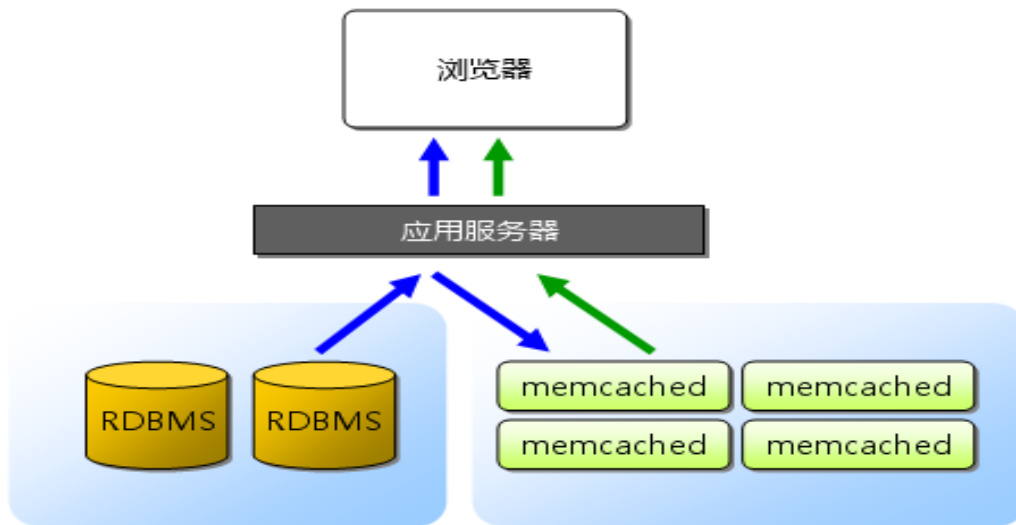 浏览器
应用服务器
RDBMS RDBMS
memcached memcached
memcached memcached